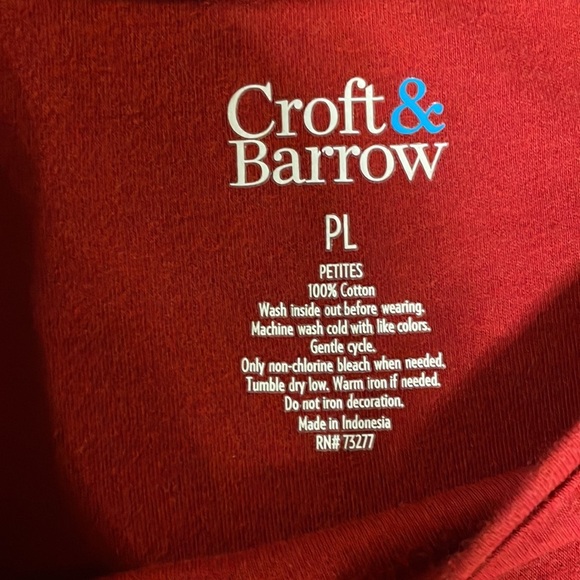 Croft&
Barrow
PL
PETITES
100% Cotton
Wash inside out before wearing.
Machine wash cold with like colors.
Gentle cycle.
Only non-chlorine bleach when needed,
Tumble dry low. Warm iron if needed.
Do not iron decoration.
Made in Indonesia
RN# 73277